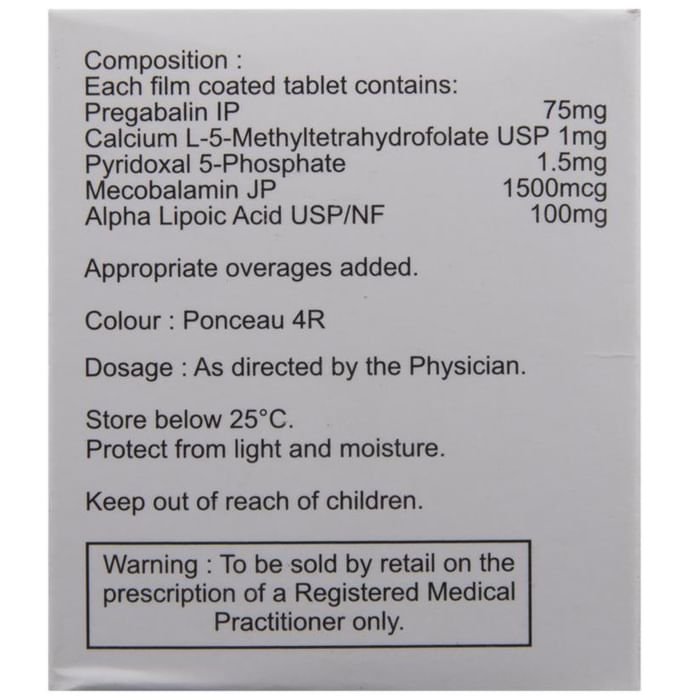 Composition :
Each film coated tablet contains:
Pregabalin IP 75mg
Calcium L-5-Methyltetrahydrofolate USP 1mg
Pyridoxal 5-Phosphate 1.5mg
Mecobalamin JP 1500mcg
Alpha Lipoic Acid USP/NF 100mg
Appropriate overages added.
Colour : Ponceau 4R
Dosage : As directed by the Physician.
Store below 25°C.
Protect from light and moisture.
Keep out of reach of children.
Warning : To be sold by retail on the
prescription of a Registered Medical
Practitioner only.